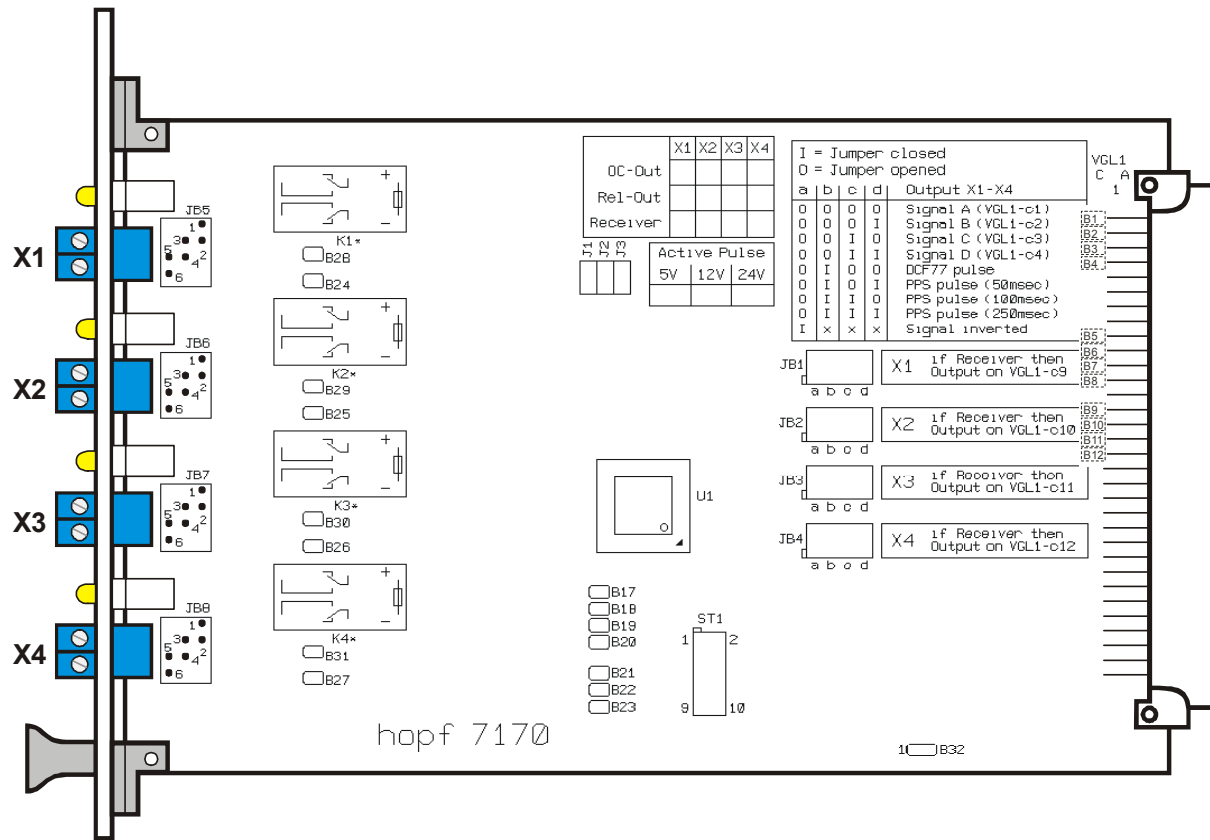 X1 X2 X3 X4
OC-Out
Rel-Out
Receiver
J1
J2
J3
Active Pulse
5V 12V 24V
I = Jumper closed
O = Jumper opened
a b c d Output X1-X4
O O O O Signal A (VGL1-c1)
O O O I Signal B (VGL1-c2)
O O I O Signal C (VGL1-c3)
O O I I Signal D (VGL1-c4)
O I O O DCF77 pulse
O I O I PPS pulse (50msec)
O I I O PPS pulse (100msec)
O I I I PPS pulse (250msec)
I x x x Signal inverted
VGL1
C A
1
B1
B2
B3
B4
B5
B6
B7
B8
B9
B10
B11
B12
JB1
a b c d
X1 if Receiver then
Output on VGL1-c9
JB2
a b c d
X2 if Receiver then
Output on VGL1-c10
JB3
a b c d
X3 if Receiver then
Output on VGL1-c11
JB4
a b c d
X4 if Receiver then
Output on VGL1-c12
X1
JB5
1
3
5
4 2
6
+
-
K1*
B28
B24
X2
JB6
1
3
5
4 2
6
+
-
K2*
B29
B25
X3
JB7
1
3
5
4 2
6
+
-
K3*
B30
B26
X4
JB8
1
3
5
4 2
6
+
-
K4*
B31
B27
U1
B17
B18
B19
B20
B21
B22
B23
ST1
1 2
9 10
hopf 7170
1 B32